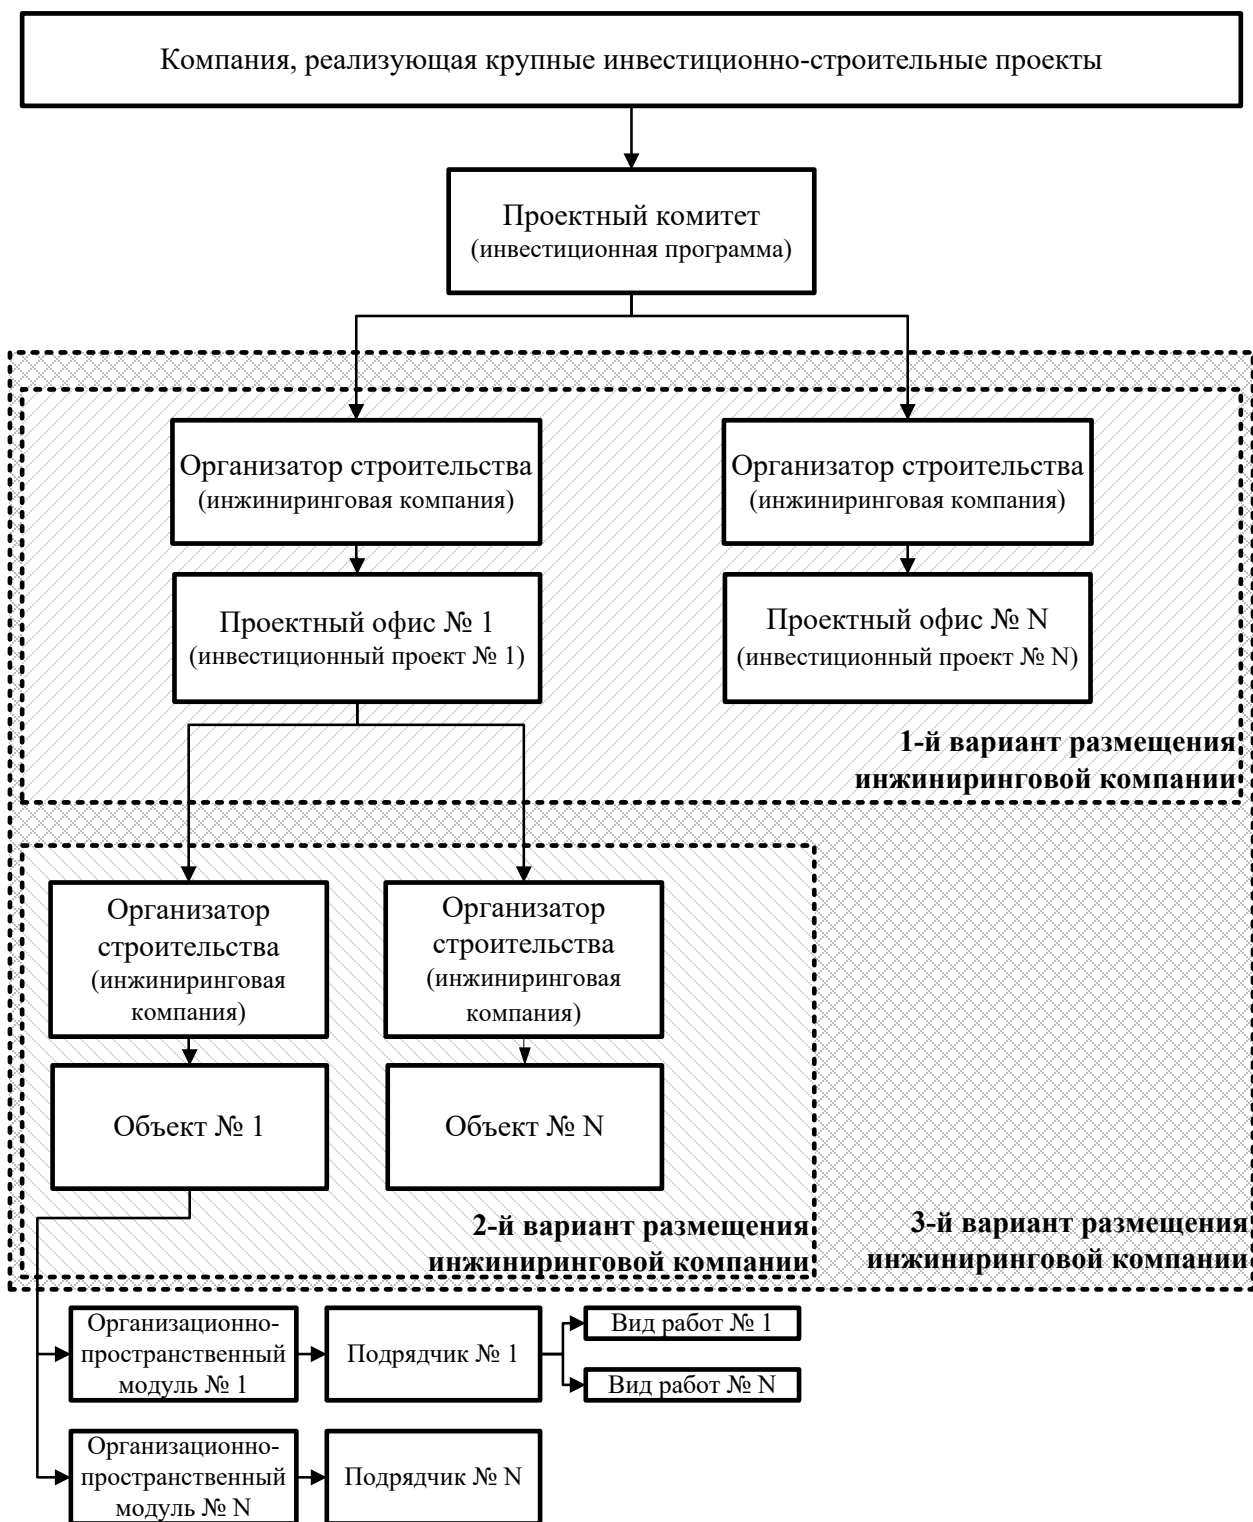 Компания, реализующая крупные инвестиционно-строительные проекты
Проектный комитет
(инвестиционная программа)
Организатор строительства
(инжиниринговая компания)
Организатор строительства
(инжиниринговая компания)
Проектный офис № 1
(инвестиционный проект № 1)
Проектный офис № N
(инвестиционный проект № N)
1-й вариант размещения
инжиниринговой компании
Организатор
строительства
(инжиниринговая
компания)
Организатор
строительства
(инжиниринговая
компания)
Объект № 1
Объект № N
2-й вариант размещения
инжиниринговой компании
3-й вариант размещения
инжиниринговой компании
Организационно-
пространственный
модуль № 1
Подрядчик № 1
Вид работ № 1
Вид работ № N
Организационно-
пространственный
модуль № N
Подрядчик № N